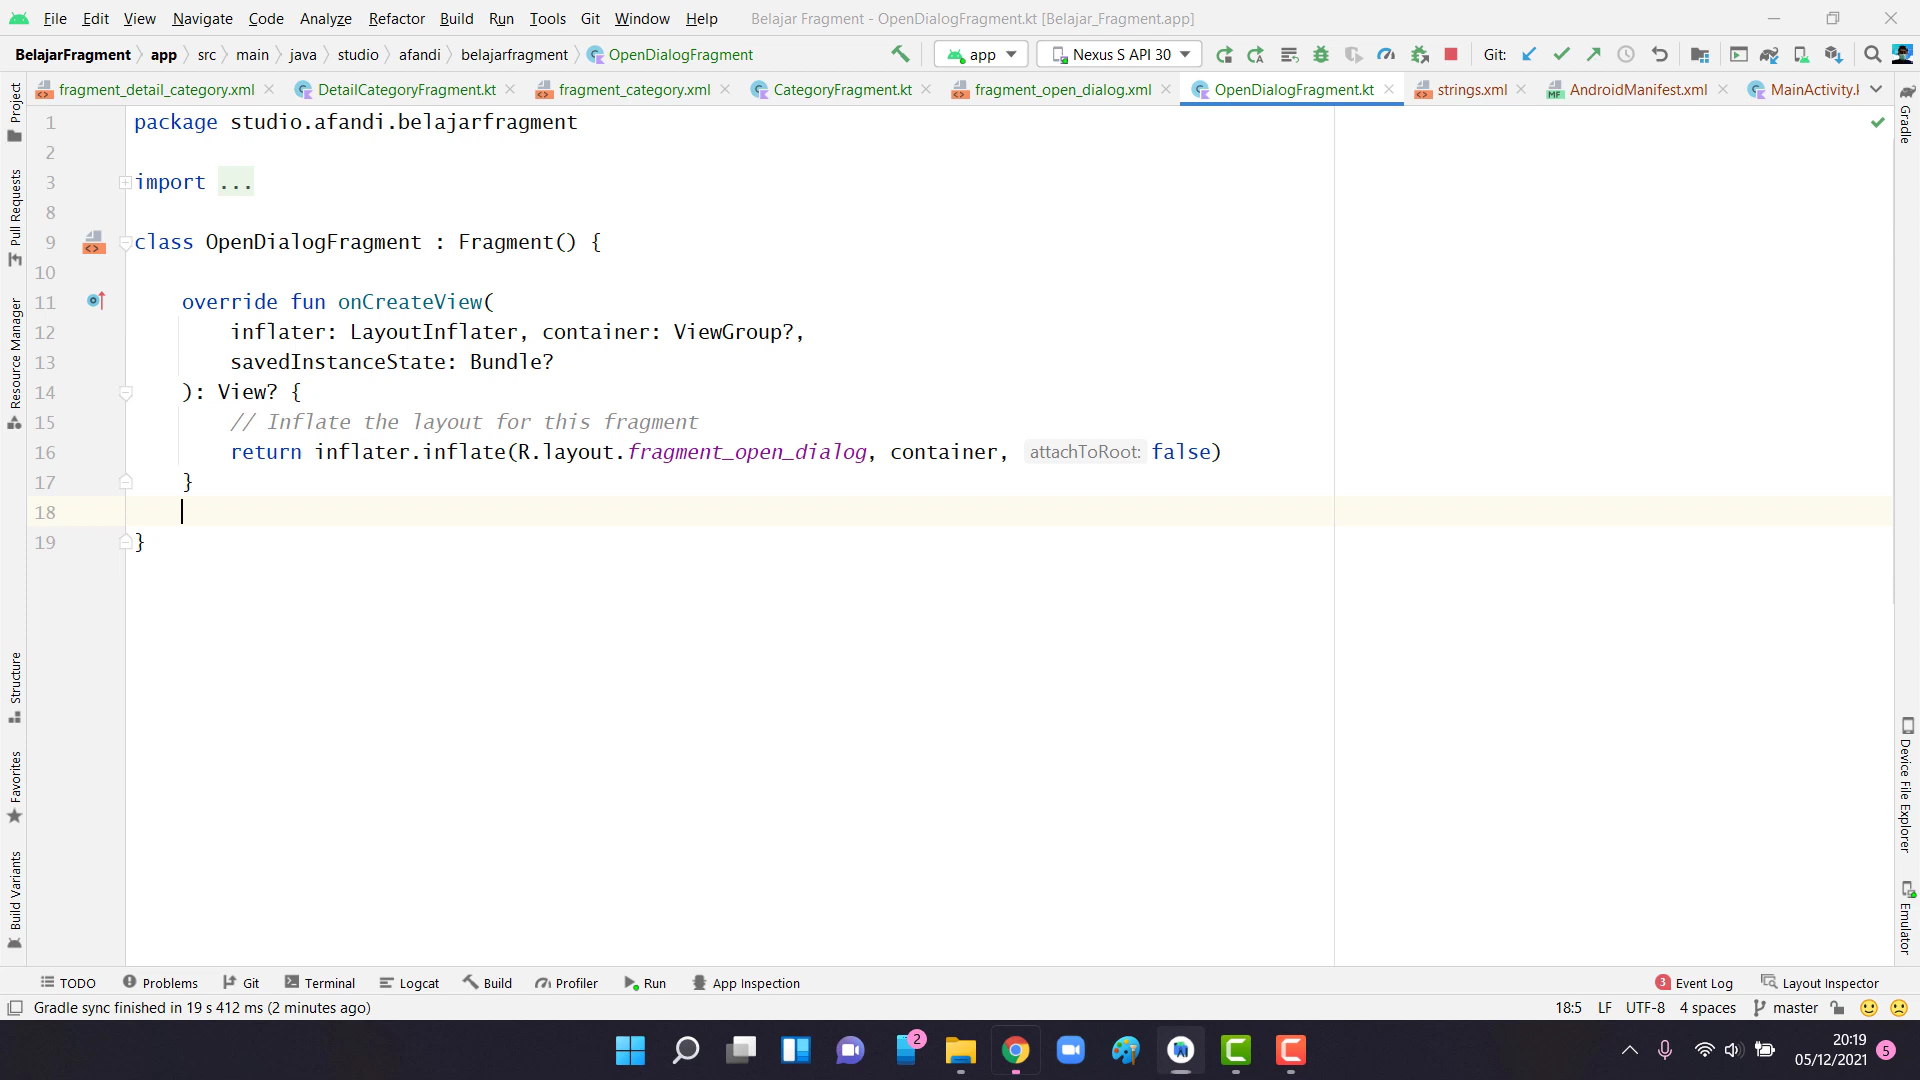 File Edit View Navigate Code Analyze Refactor Build Run Tools Git Window Help Belajar Fragment - OpenDialogFragment.kt [Belajar_Fragment.app]
BelajarFragment app src main java studio afandi belajarfragment OpenDialogFragment app Nexus S API 30 Git:
fragment_detail_category.xml DetailCategoryFragment.kt fragment_category.xml CategoryFragment.kt fragment_open_dialog.xml OpenDialogFragment.kt strings.xml AndroidManifest.xml MainActivity.k
Project
Pull Requests
Resource Manager
Structure
Favorites
Build Variants
1 package studio.afandi.belajarfragment
2
3 import ...
8
9 class OpenDialogFragment : Fragment() {
10
11 override fun onCreateView(
12 inflater: LayoutInflater, container: ViewGroup?,
13 savedInstanceState: Bundle?
14 ): View? {
15 // Inflate the layout for this fragment
16 return inflater.inflate(R.layout.fragment_open_dialog, container, attachToRoot: false)
17 }
18
19 }
Gradle
Device File Explorer
Emulator
TODO Problems Git Terminal Logcat Build Profiler Run App Inspection 3 Event Log Layout Inspector
Gradle sync finished in 19 s 412 ms (2 minutes ago) 18:5 LF UTF-8 4 spaces master
2
20:19
05/12/2021
5